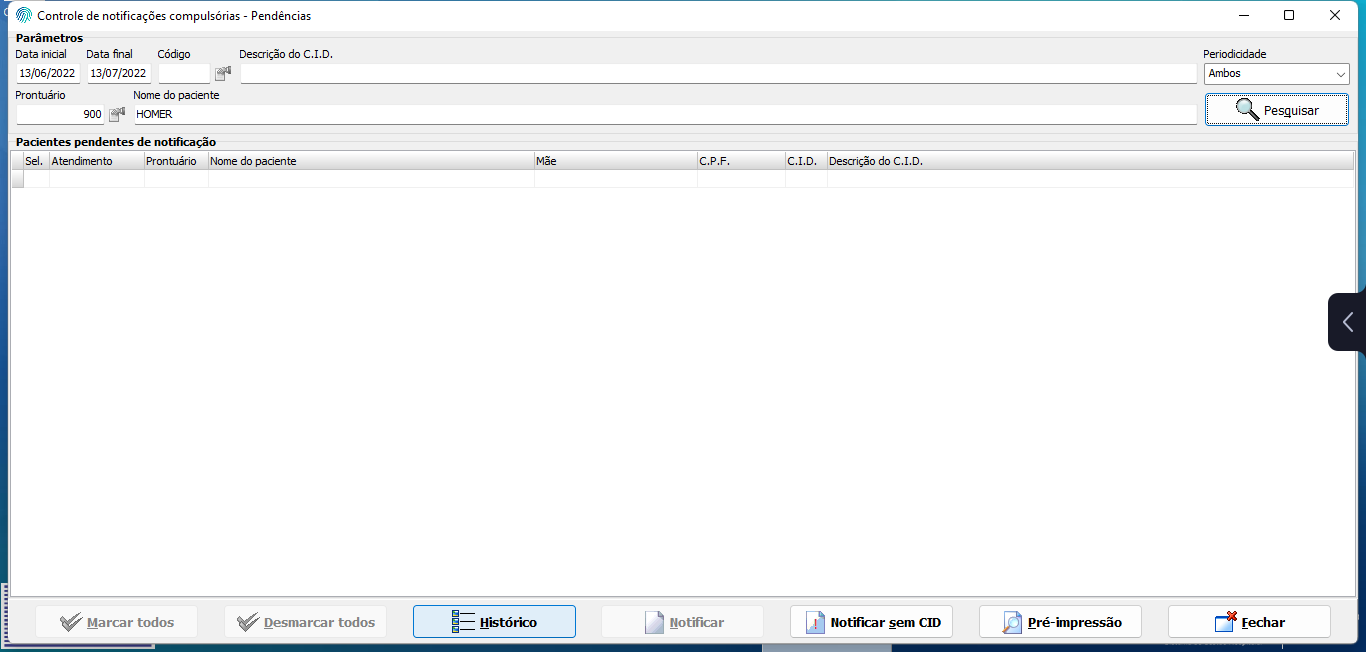 Controle de notificações compulsórias - Pendências
Parâmetros
Data inicial Data final Código Descrição do C.I.D. Periodicidade
13/06/2022 13/07/2022 Ambos
Prontuário Nome do paciente
900 HOMER Pesquisar
Pacientes pendentes de notificação
Sel. Atendimento Prontuário Nome do paciente Mãe C.P.F. C.I.D. Descrição do C.I.D.
Marcar todos Desmarcar todos Histórico Notificar Notificar sem CID Pré-impressão Fechar